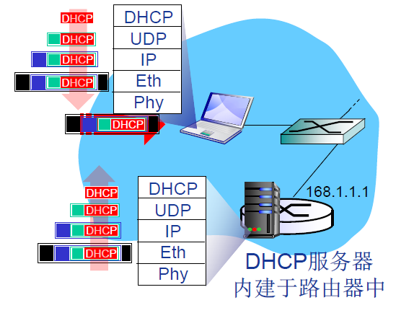 DHCP
DHCP
DHCP
DHCP
DHCP
DHCP
UDP
IP
Eth
Phy
DHCP
DHCP
DHCP
DHCP
DHCP
UDP
IP
Eth
Phy
168.1.1.1
DHCP服务器
内建于路由器中